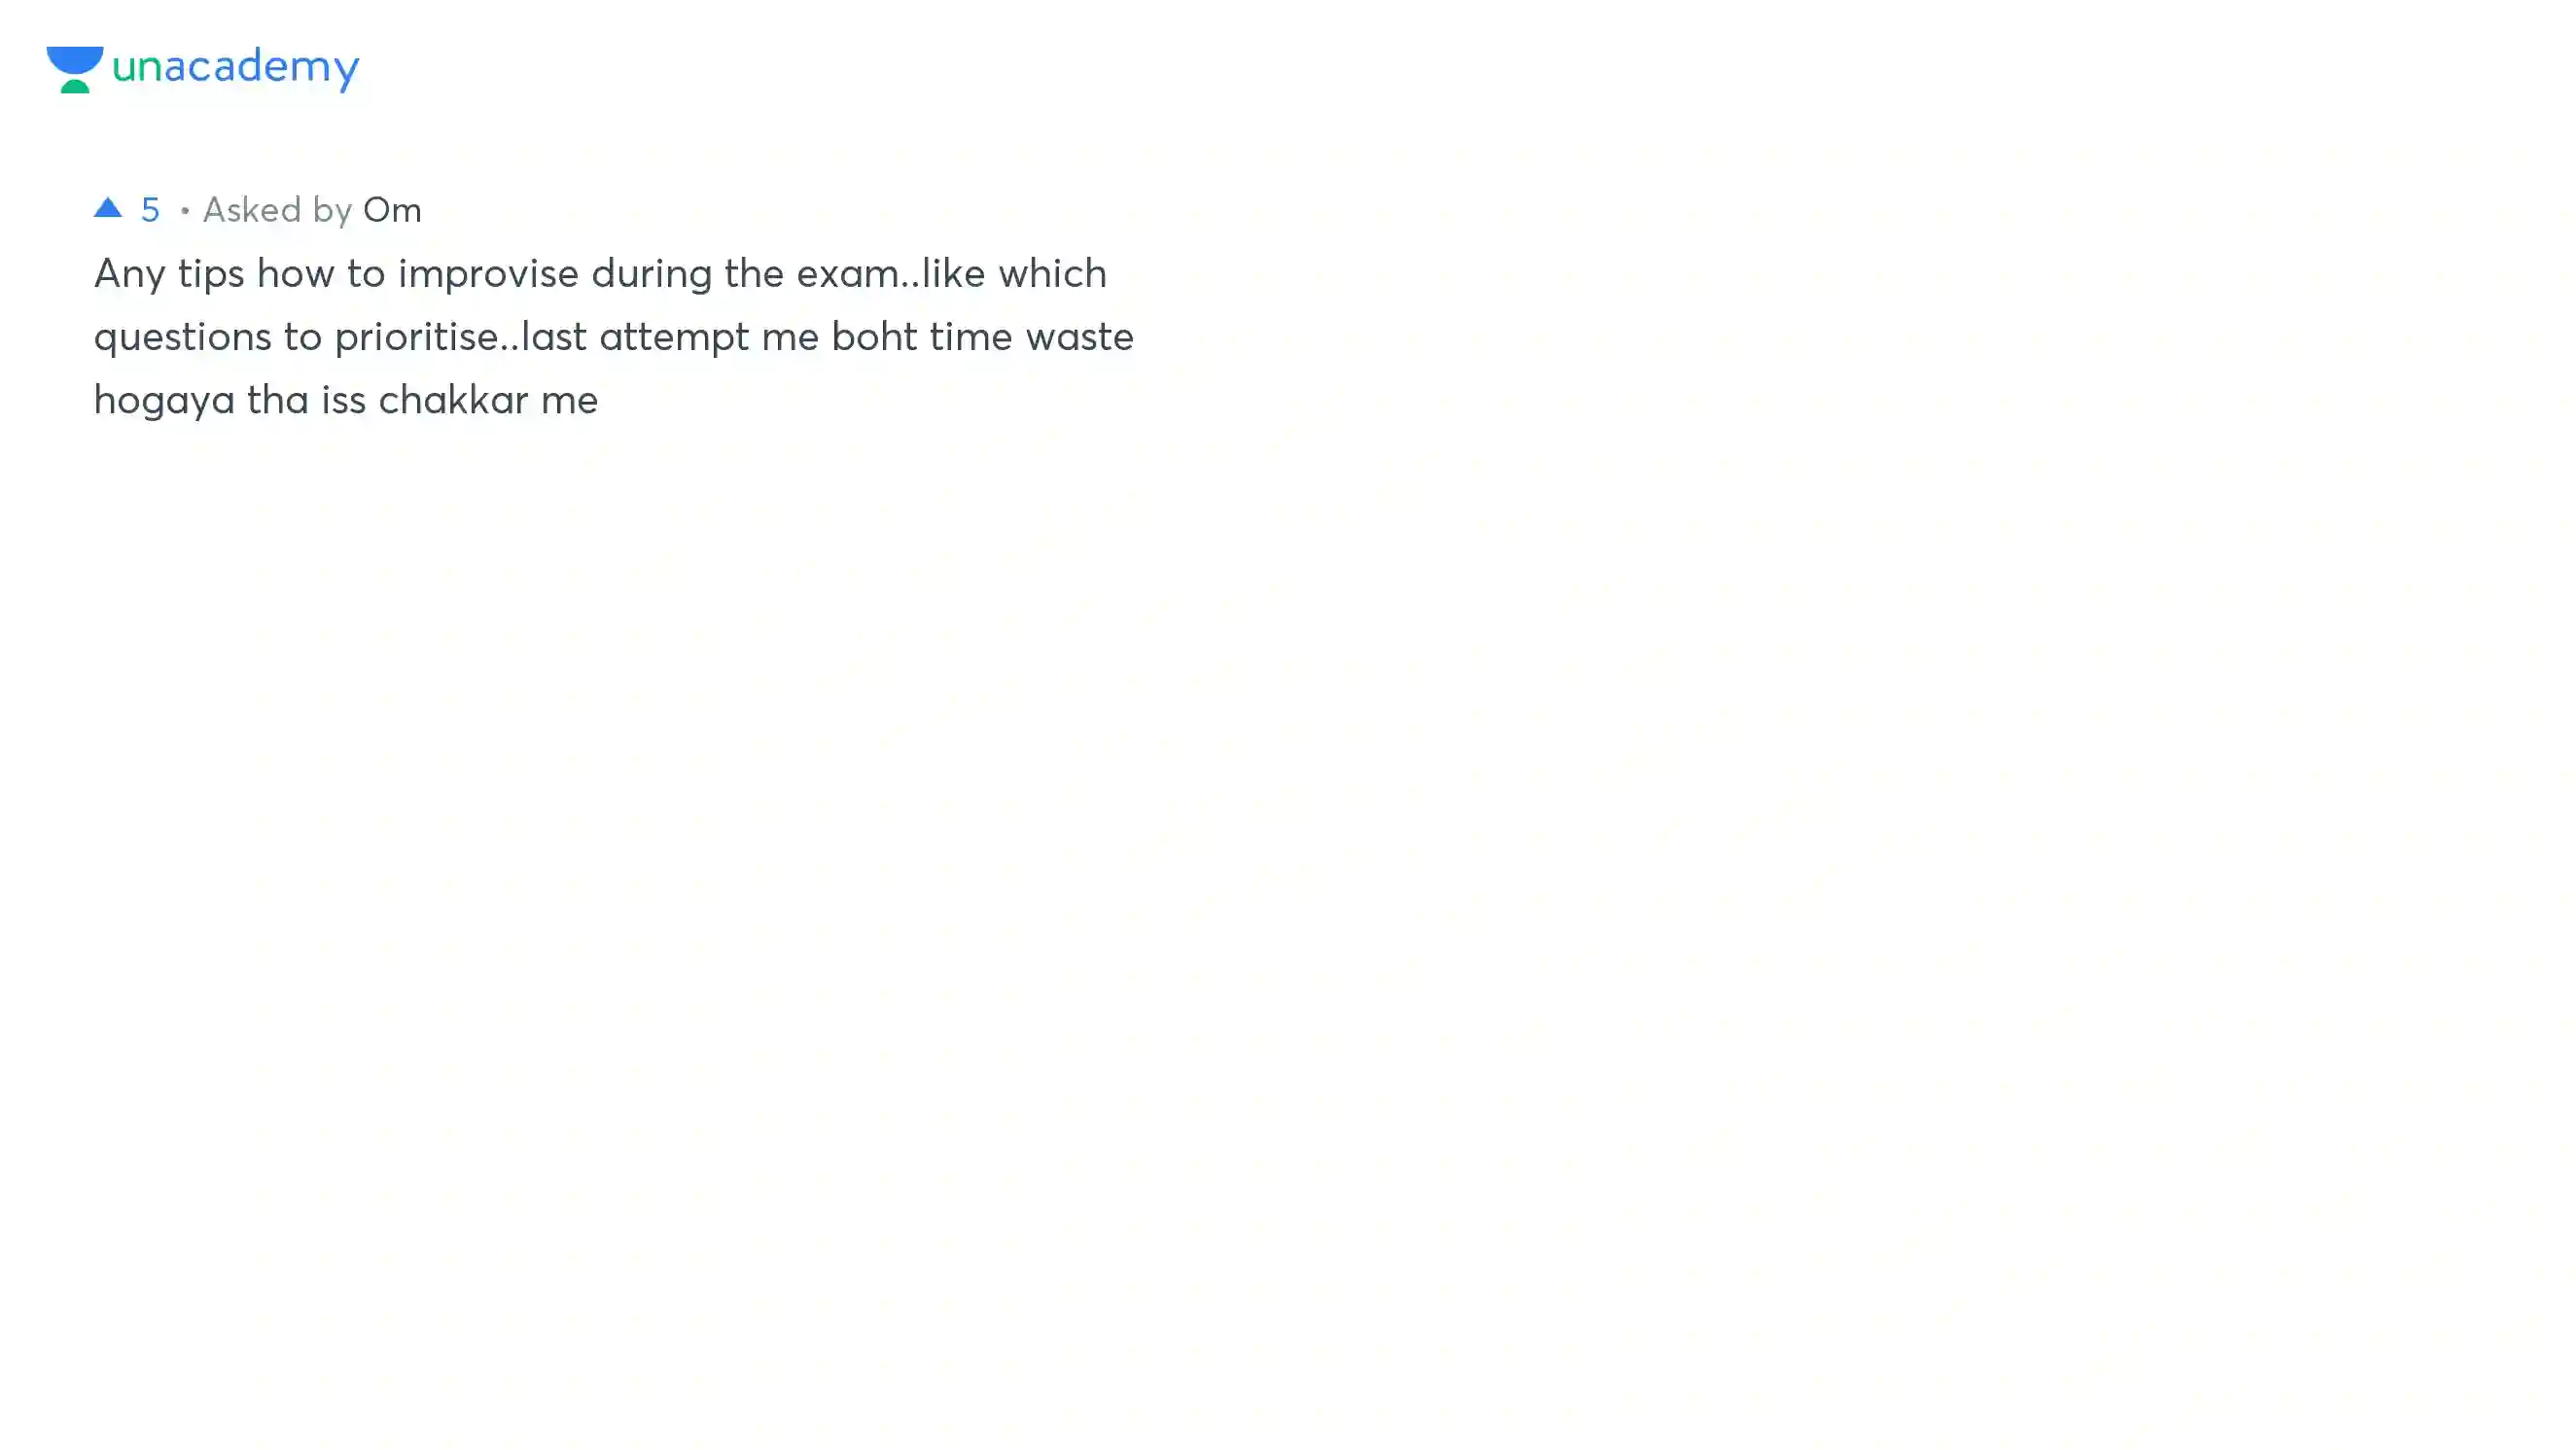 unacademy
▲ 5 • Asked by Om
Any tips how to improvise during the exam..like which
questions to prioritise..last attempt me boht time waste
hogaya tha iss chakkar me